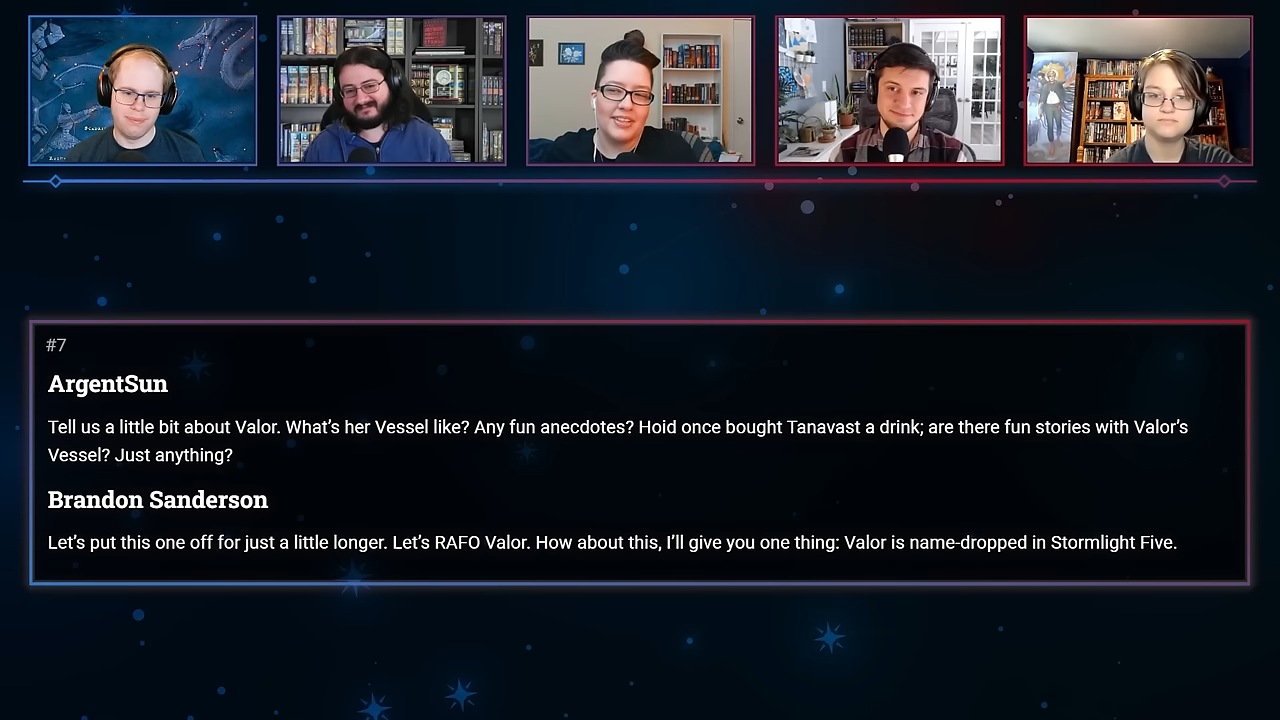 #7
ArgentSun
Tell us a little bit about Valor. What’s her Vessel like? Any fun anecdotes? Hoid once bought Tanavast a drink; are there fun stories with Valor’s
Vessel? Just anything?
Brandon Sanderson
Let’s put this one off for just a little longer. Let’s RAFO Valor. How about this, I’ll give you one thing: Valor is name-dropped in Stormlight Five.